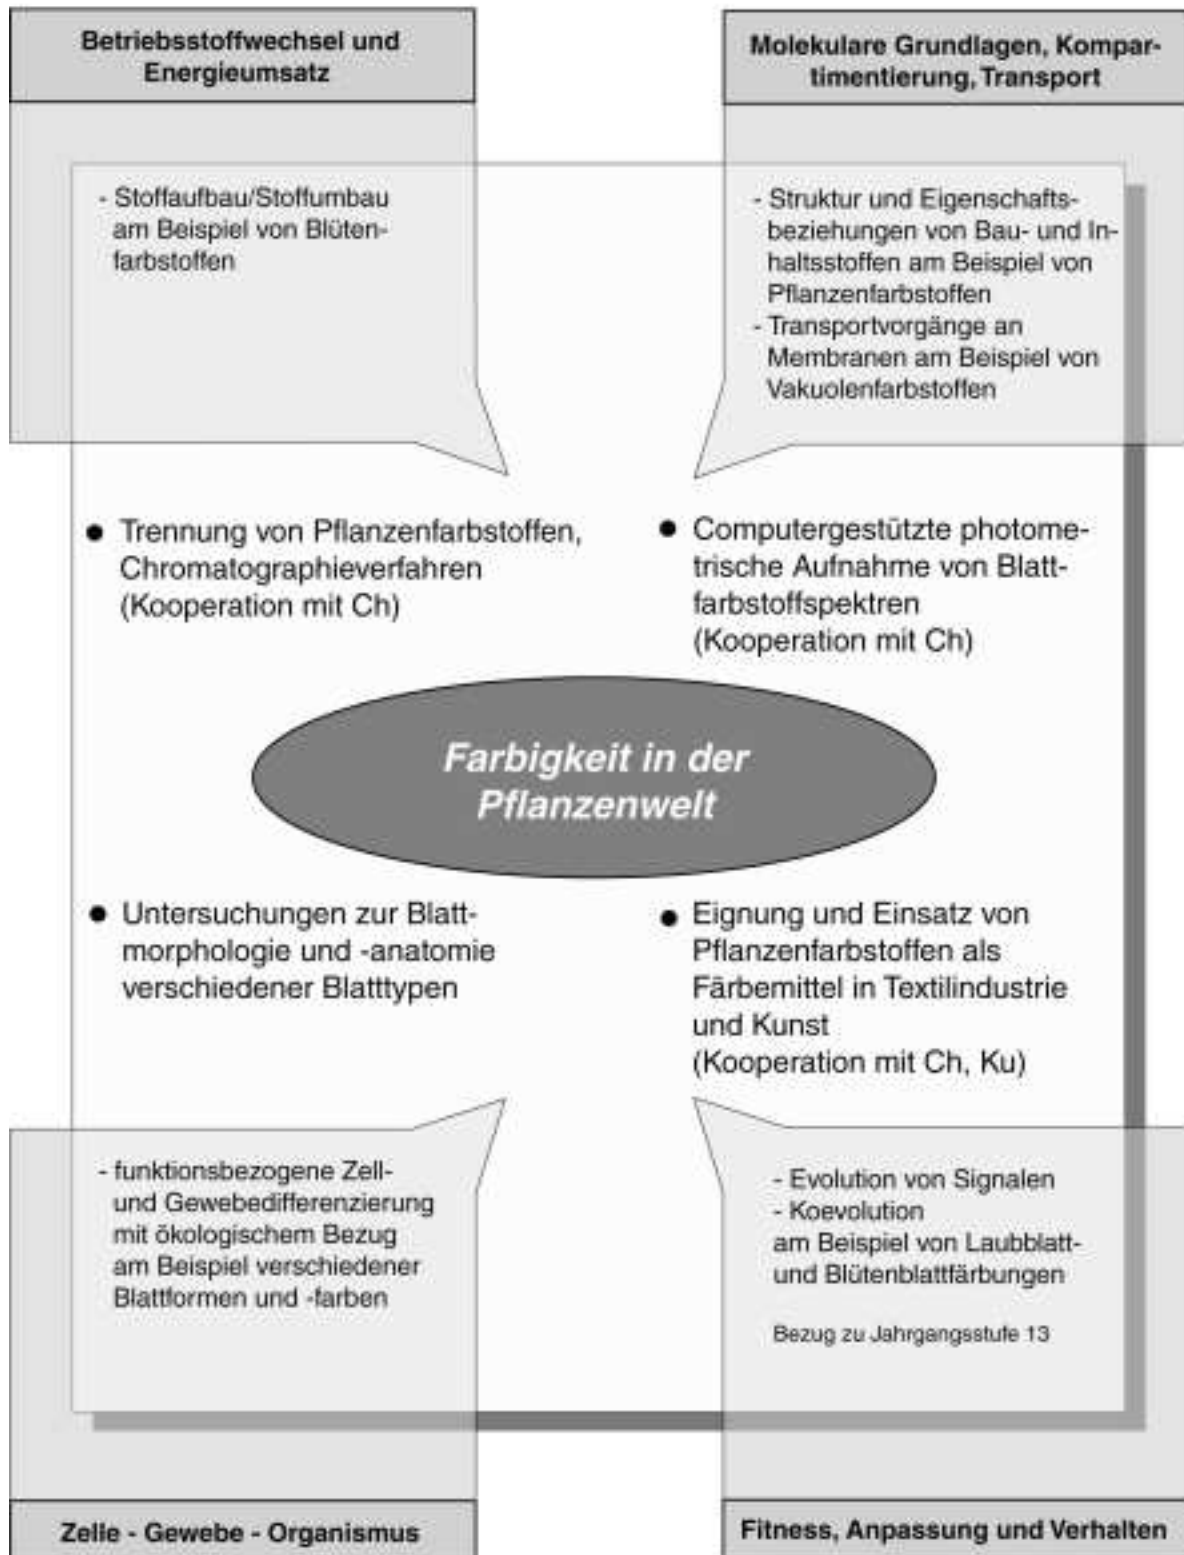 Betriebsstoffwechsel und
Energieumsatz
Molekulare Grundlagen, Kompar-
timentierung, Transport
- Stoffaufbau/Stoffumbau
am Beispiel von Blüten-
farbstoffen
- Struktur und Eigenschafts-
beziehungen von Bau- und In-
haltsstoffen am Beispiel von
Pflanzenfarbstoffen
- Transportvorgänge an
Membranen am Beispiel von
Vakuolenfarbstoffen
● Trennung von Pflanzenfarbstoffen,
Chromatographieverfahren
(Kooperation mit Ch)
● Computergestützte photome-
trische Aufnahme von Blatt-
farbstoffspektren
(Kooperation mit Ch)
Farbigkeit in der
Pflanzenwelt
● Untersuchungen zur Blatt-
morphologie und -anatomie
verschiedener Blatttypen
● Eignung und Einsatz von
Pflanzenfarbstoffen als
Färbemittel in Textilindustrie
und Kunst
(Kooperation mit Ch, Ku)
- funktionsbezogene Zell-
und Gewebedifferenzierung
mit ökologischem Bezug
am Beispiel verschiedener
Blattformen und -farben
- Evolution von Signalen
- Koevolution
am Beispiel von Laubblatt-
und Blütenblattfärbungen
Bezug zu Jahrgangsstufe 13
Zelle - Gewebe - Organismus
Fitness, Anpassung und Verhalten